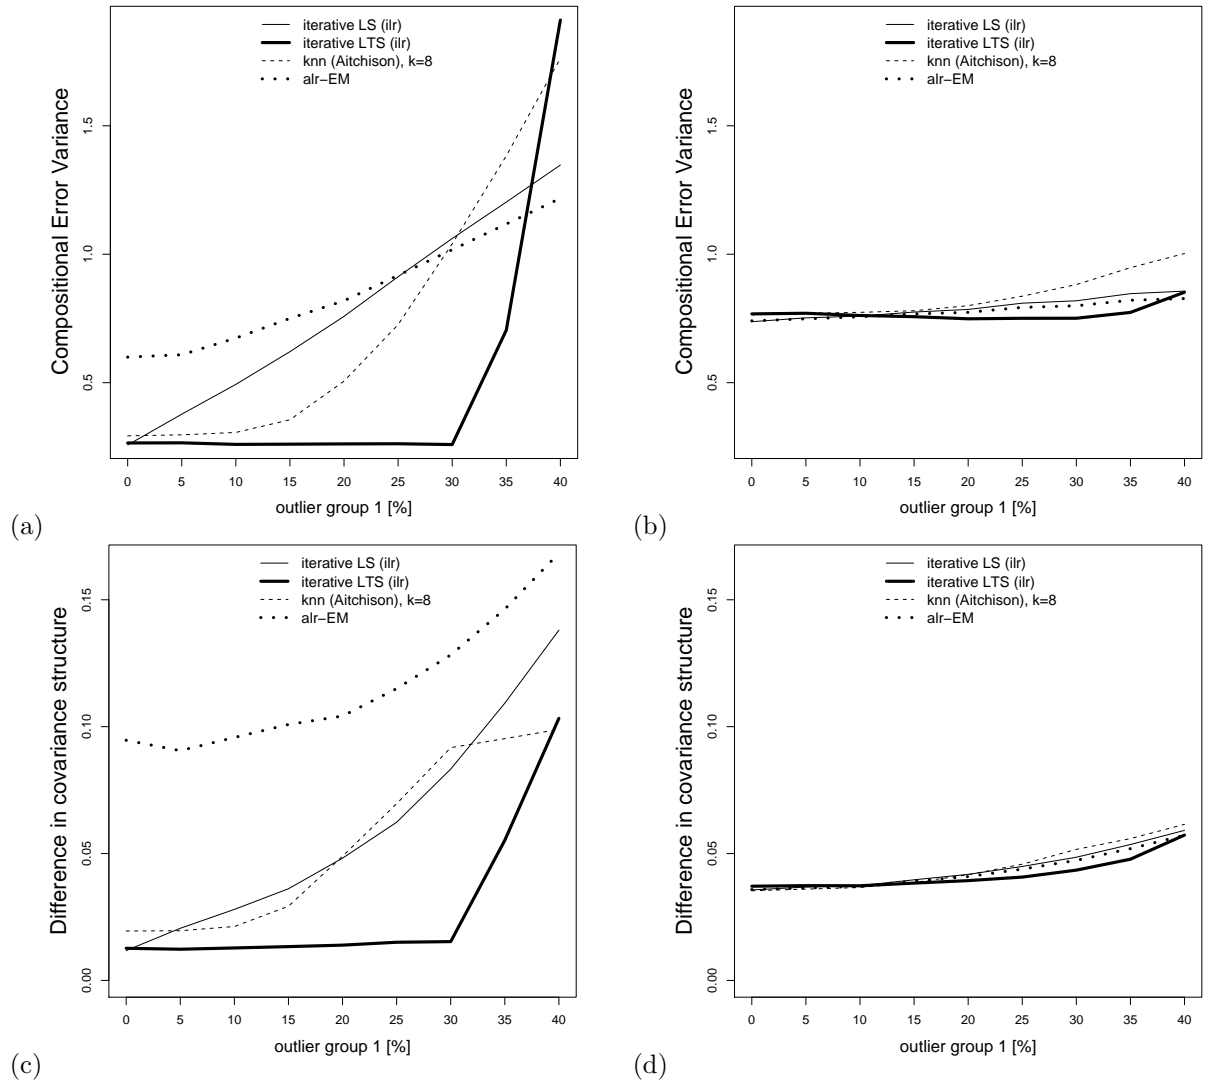 iterative LS (ilr)
iterative LTS (ilr)
knn (Aitchison), k=8
alr−EM
Compositional Error Variance
0.5
1.0
1.5
0 5 10 15 20 25 30 35 40
outlier group 1 [%]
(a)
iterative LS (ilr)
iterative LTS (ilr)
knn (Aitchison), k=8
alr−EM
Compositional Error Variance
0.5
1.0
1.5
0 5 10 15 20 25 30 35 40
outlier group 1 [%]
(b)
iterative LS (ilr)
iterative LTS (ilr)
knn (Aitchison), k=8
alr−EM
Difference in covariance structure
0.00
0.05
0.10
0.15
0 5 10 15 20 25 30 35 40
outlier group 1 [%]
(c)
iterative LS (ilr)
iterative LTS (ilr)
knn (Aitchison), k=8
alr−EM
Difference in covariance structure
0.00
0.05
0.10
0.15
0 5 10 15 20 25 30 35 40
outlier group 1 [%]
(d)